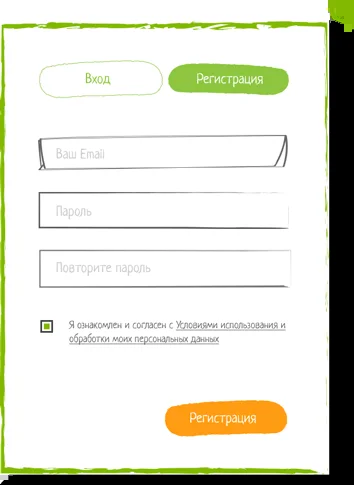 Вход
Регистрация
Ваш Email
Пароль
Повторите пароль
Я ознакомлен и согласен с Условиями использования и
обработки моих персональных данных
Регистрация